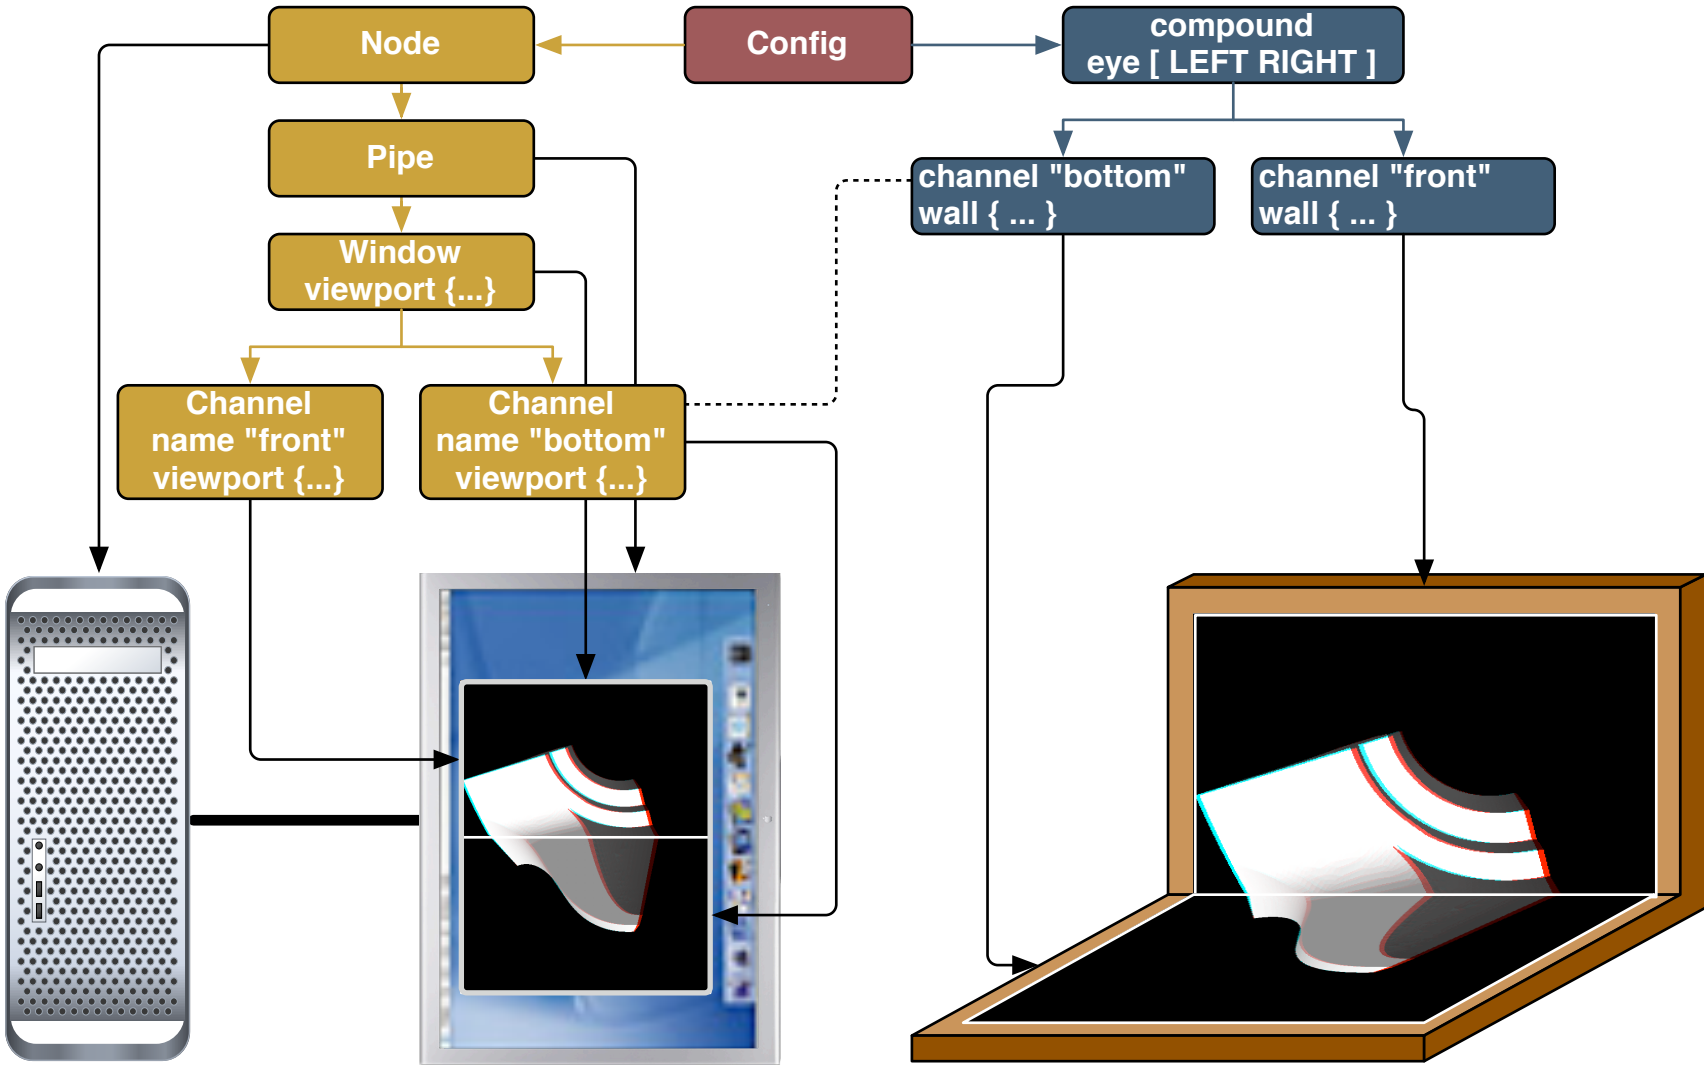 Node
Config
compound
eye [ LEFT RIGHT ]
Pipe
channel "bottom"
wall { ... }
channel "front"
wall { ... }
Window
viewport {...}
Channel
name "front"
viewport {...}
Channel
name "bottom"
viewport {...}